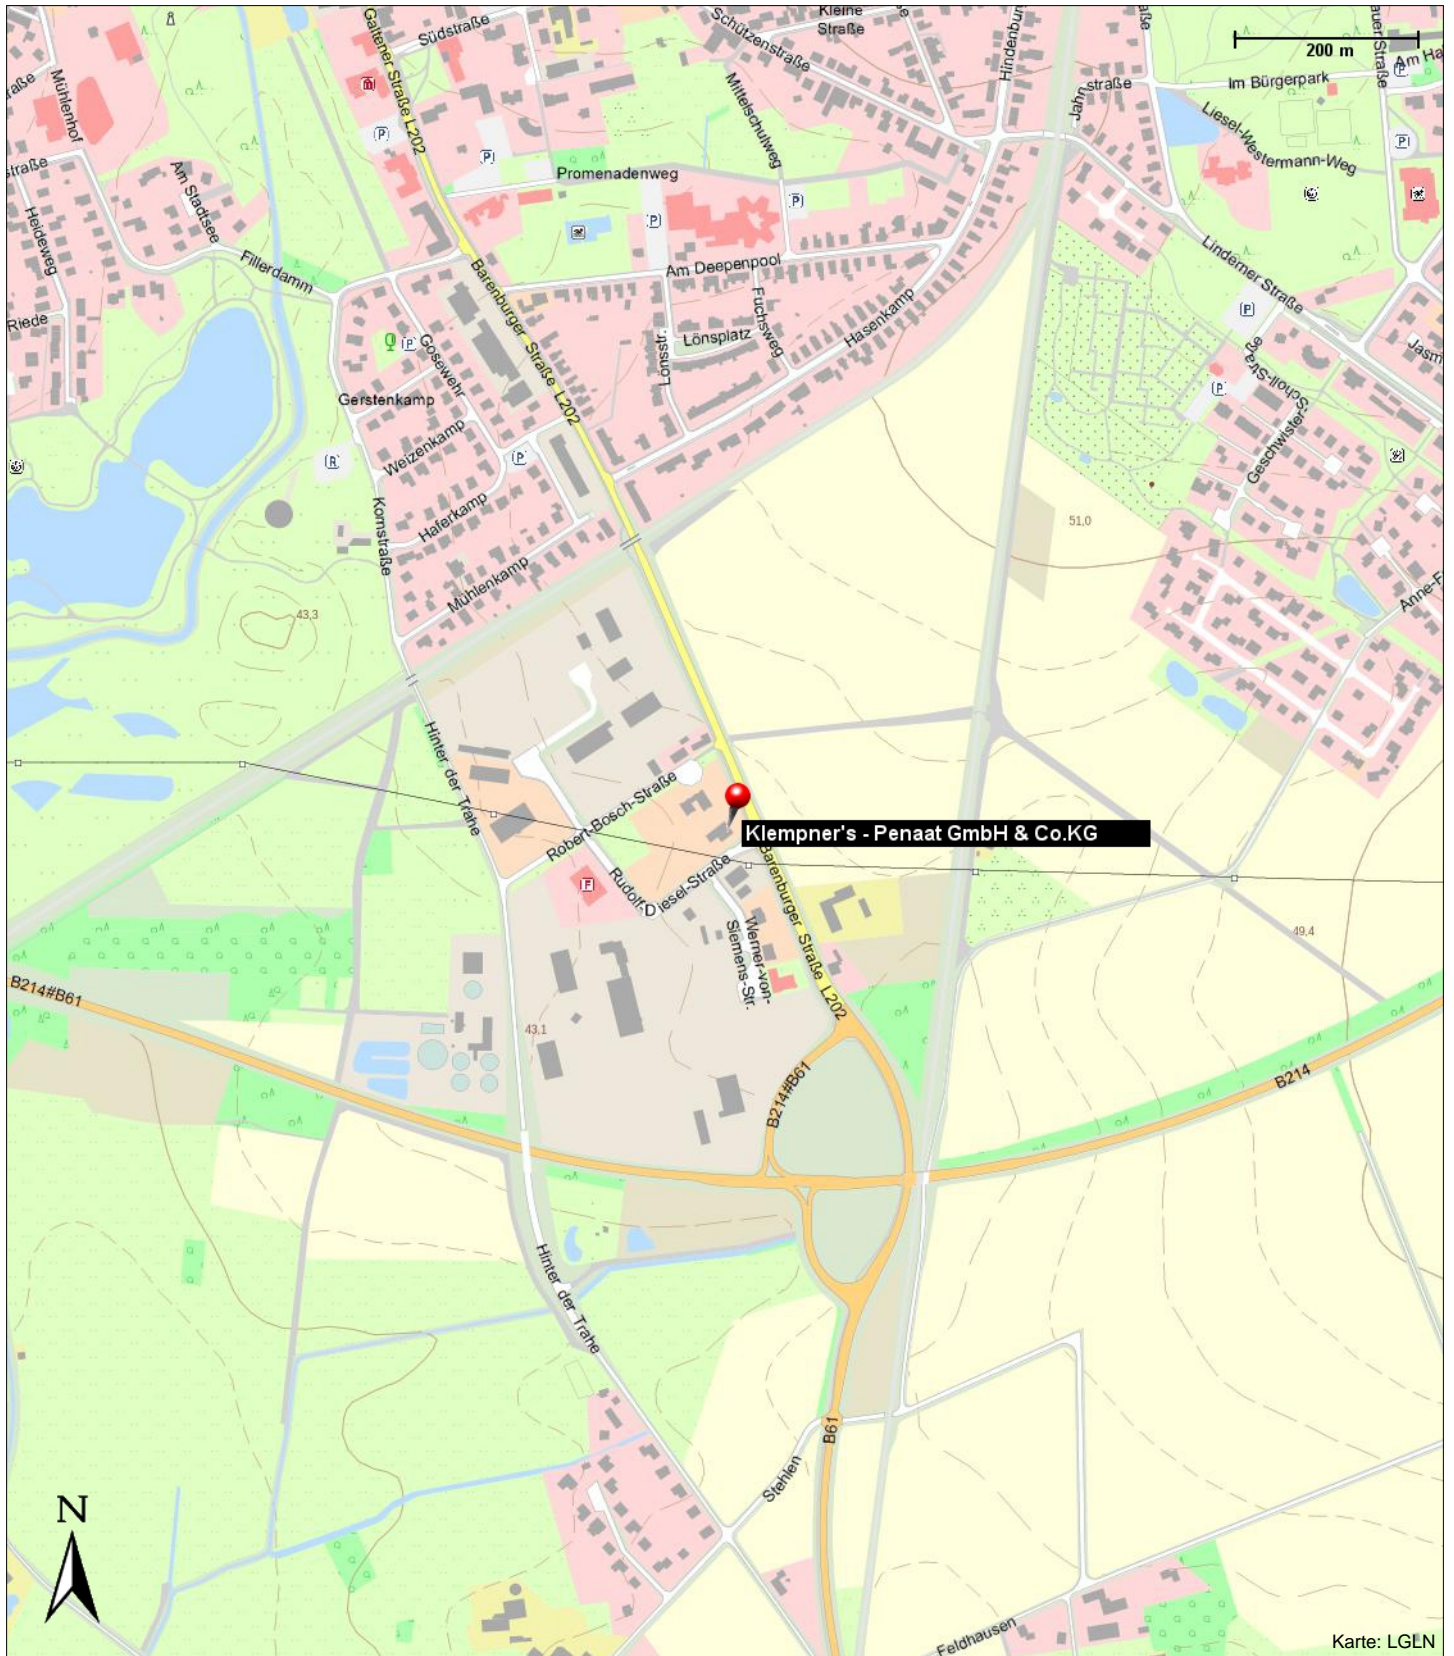 Südstraße
Kleine
Straße
Schützenstraße
Hindenbur
200 m
Am Ha
Im Bürgerpark
Jahnstraße
Liesel-Westermann-Weg
Mühlenhof
Galtener Straße L202
Mittelschulweg
Promenadenweg
Am Stadtsee
Heideweg
Fillerdamm
Riede
Am Deepenpool
Barenburger Straße L202
Fuchsweg
Lönsplatz
Lönsstr.
Hasenkamp
Linderner Straße
Jasm
Gosewehr
Gerstenkamp
Weizenkamp
Haferkamp
Kornstraße
Mühlenkamp
Geschwister-
Scholl-Straße
Anne-F
51,0
43,3
Hinter der Trahe
Robert-Bosch-Straße
Klempner's - Penaat GmbH & Co.KG
Rudolf-Diesel-Straße
Barenburger Straße L202
Werner-von-
Siemens-Str.
49,4
B214#B61
43,1
B214#B61
B214
Hinter der Trahe
B61
Stehlen
N
Feldhausen
Karte: LGLN